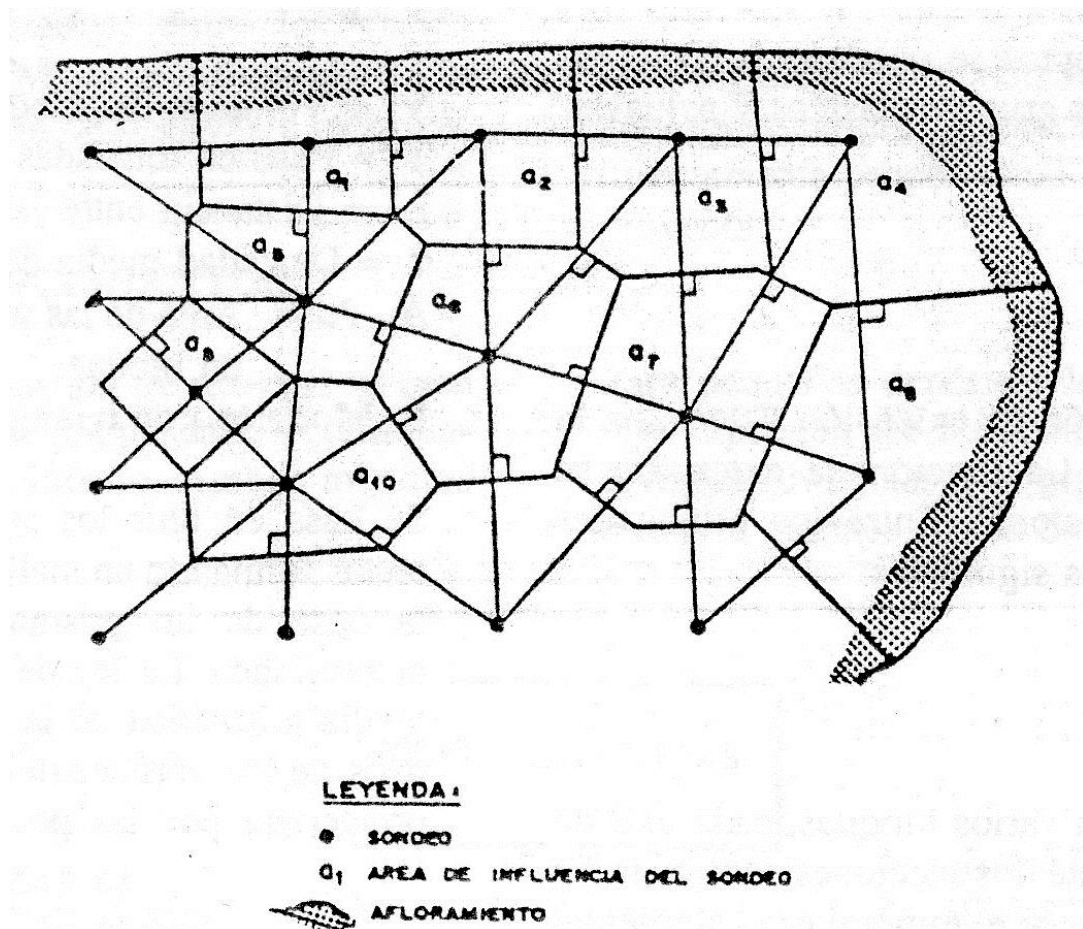 a₁
a₂
a₃
a₄
a₅
a₆
a₇
a₈
a₉
a₁₀
LEYENDA:
SONDEO
a₁ AREA DE INFLUENCIA DEL SONDEO
AFLORAMIENTO